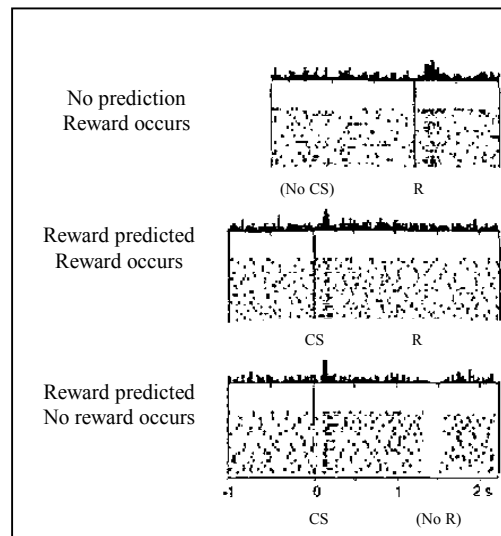 No prediction
Reward occurs
(No CS) R
Reward predicted
Reward occurs
CS R
Reward predicted
No reward occurs
-1 0 1 2 s
CS (No R)